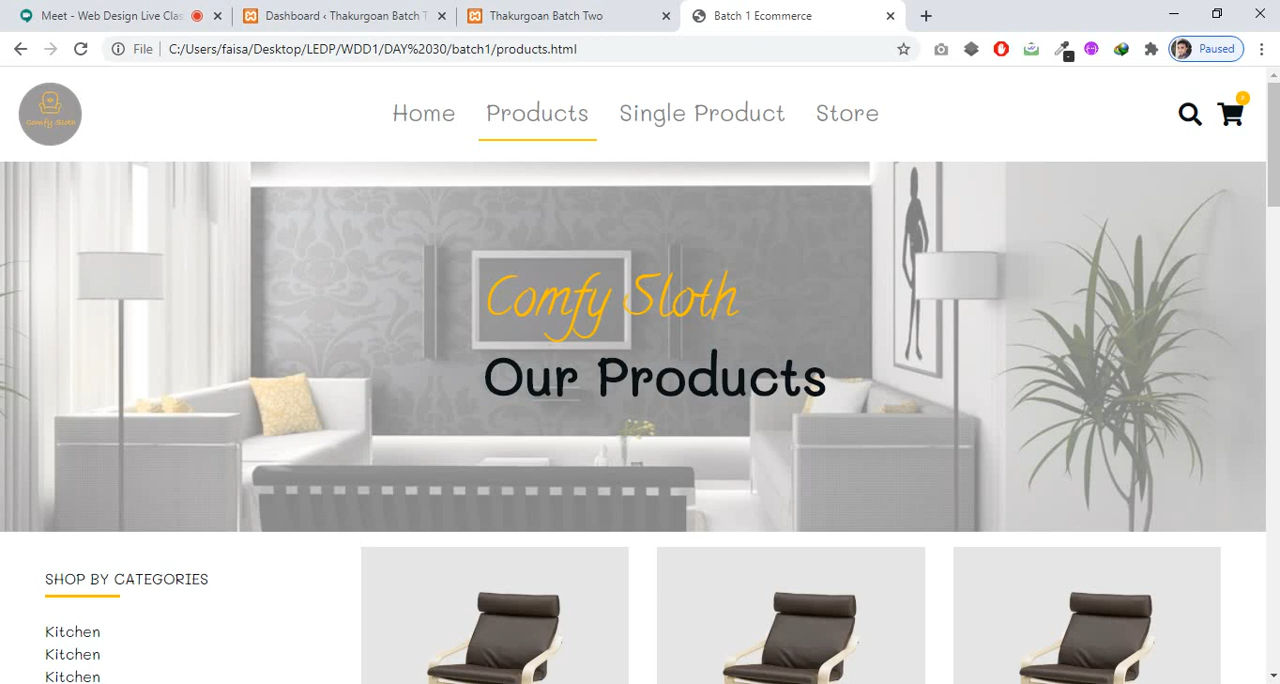 Meet - Web Design Live Clas
Dashboard ‹ Thakurgoan Batch T
Thakurgoan Batch Two
Batch 1 Ecommerce
File
C:/Users/faisa/Desktop/LEDP/WDD1/DAY%2030/batch1/products.html
Paused
Comfy Sloth
Home
Products
Single Product
Store
Comfy Sloth
Our Products
SHOP BY CATEGORIES
Kitchen
Kitchen
Kitchen